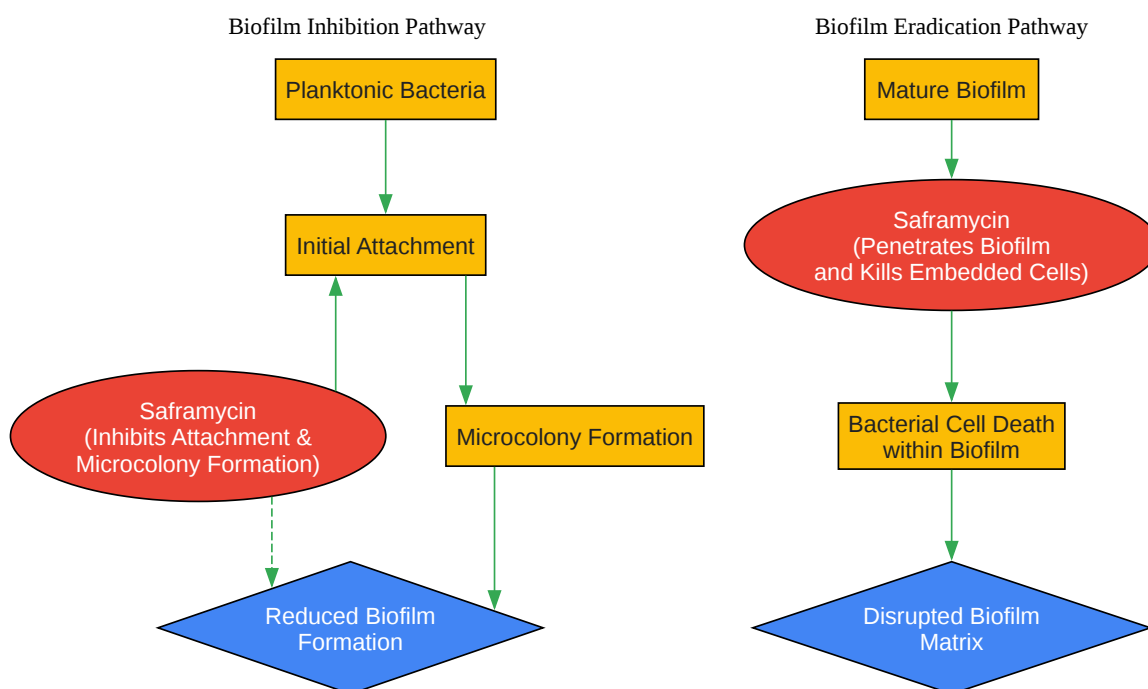 Biofilm Inhibition Pathway
Planktonic Bacteria
Initial Attachment
Saframycin
(Inhibits Attachment &
Microcolony Formation)
Microcolony Formation
Reduced Biofilm
Formation
Biofilm Eradication Pathway
Mature Biofilm
Saframycin
(Penetrates Biofilm
and Kills Embedded Cells)
Bacterial Cell Death
within Biofilm
Disrupted Biofilm
Matrix